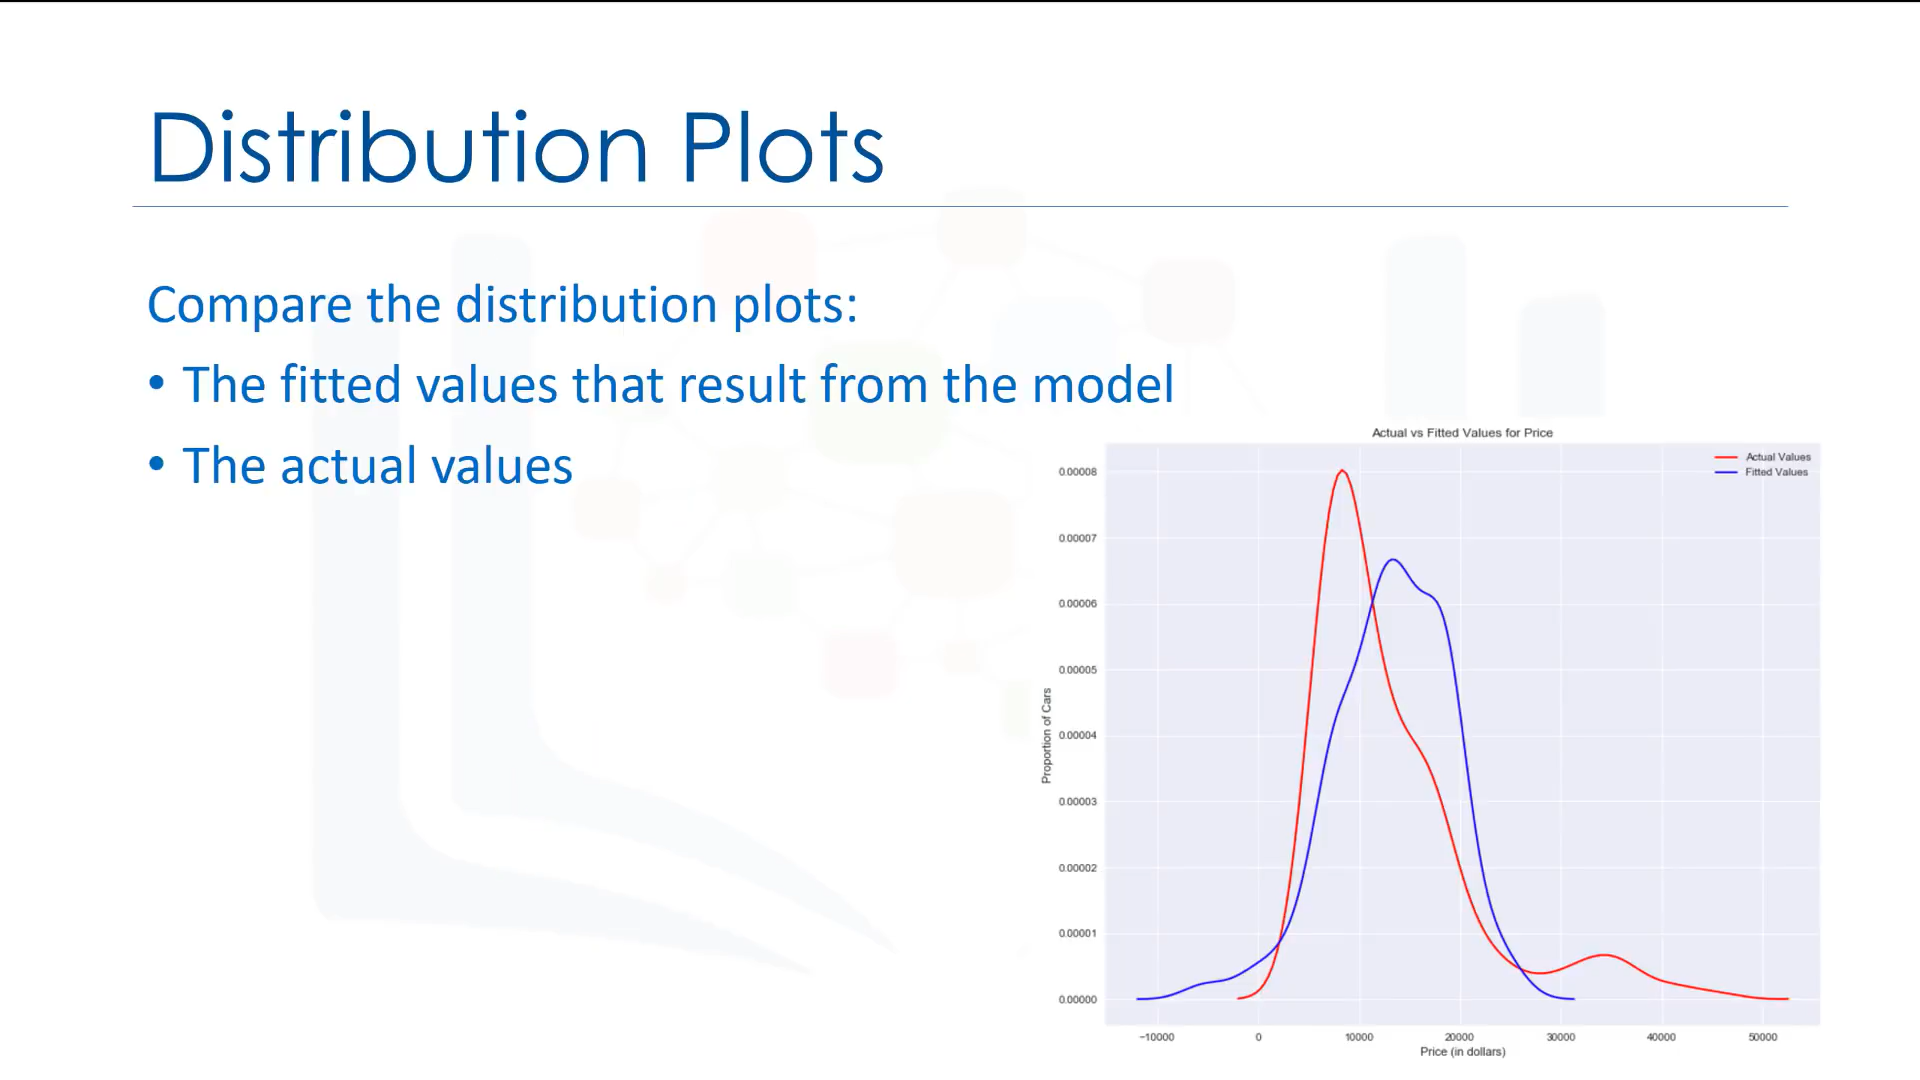 Distribution Plots
Compare the distribution plots:
• The fitted values that result from the model
• The actual values
Actual vs Fitted Values for Price
Actual Values
Fitted Values
0.00008
0.00007
0.00006
0.00005
0.00004
0.00003
0.00002
0.00001
0.00000
Proportion of Cars
−10000 0 10000 20000 30000 40000 50000
Price (in dollars)